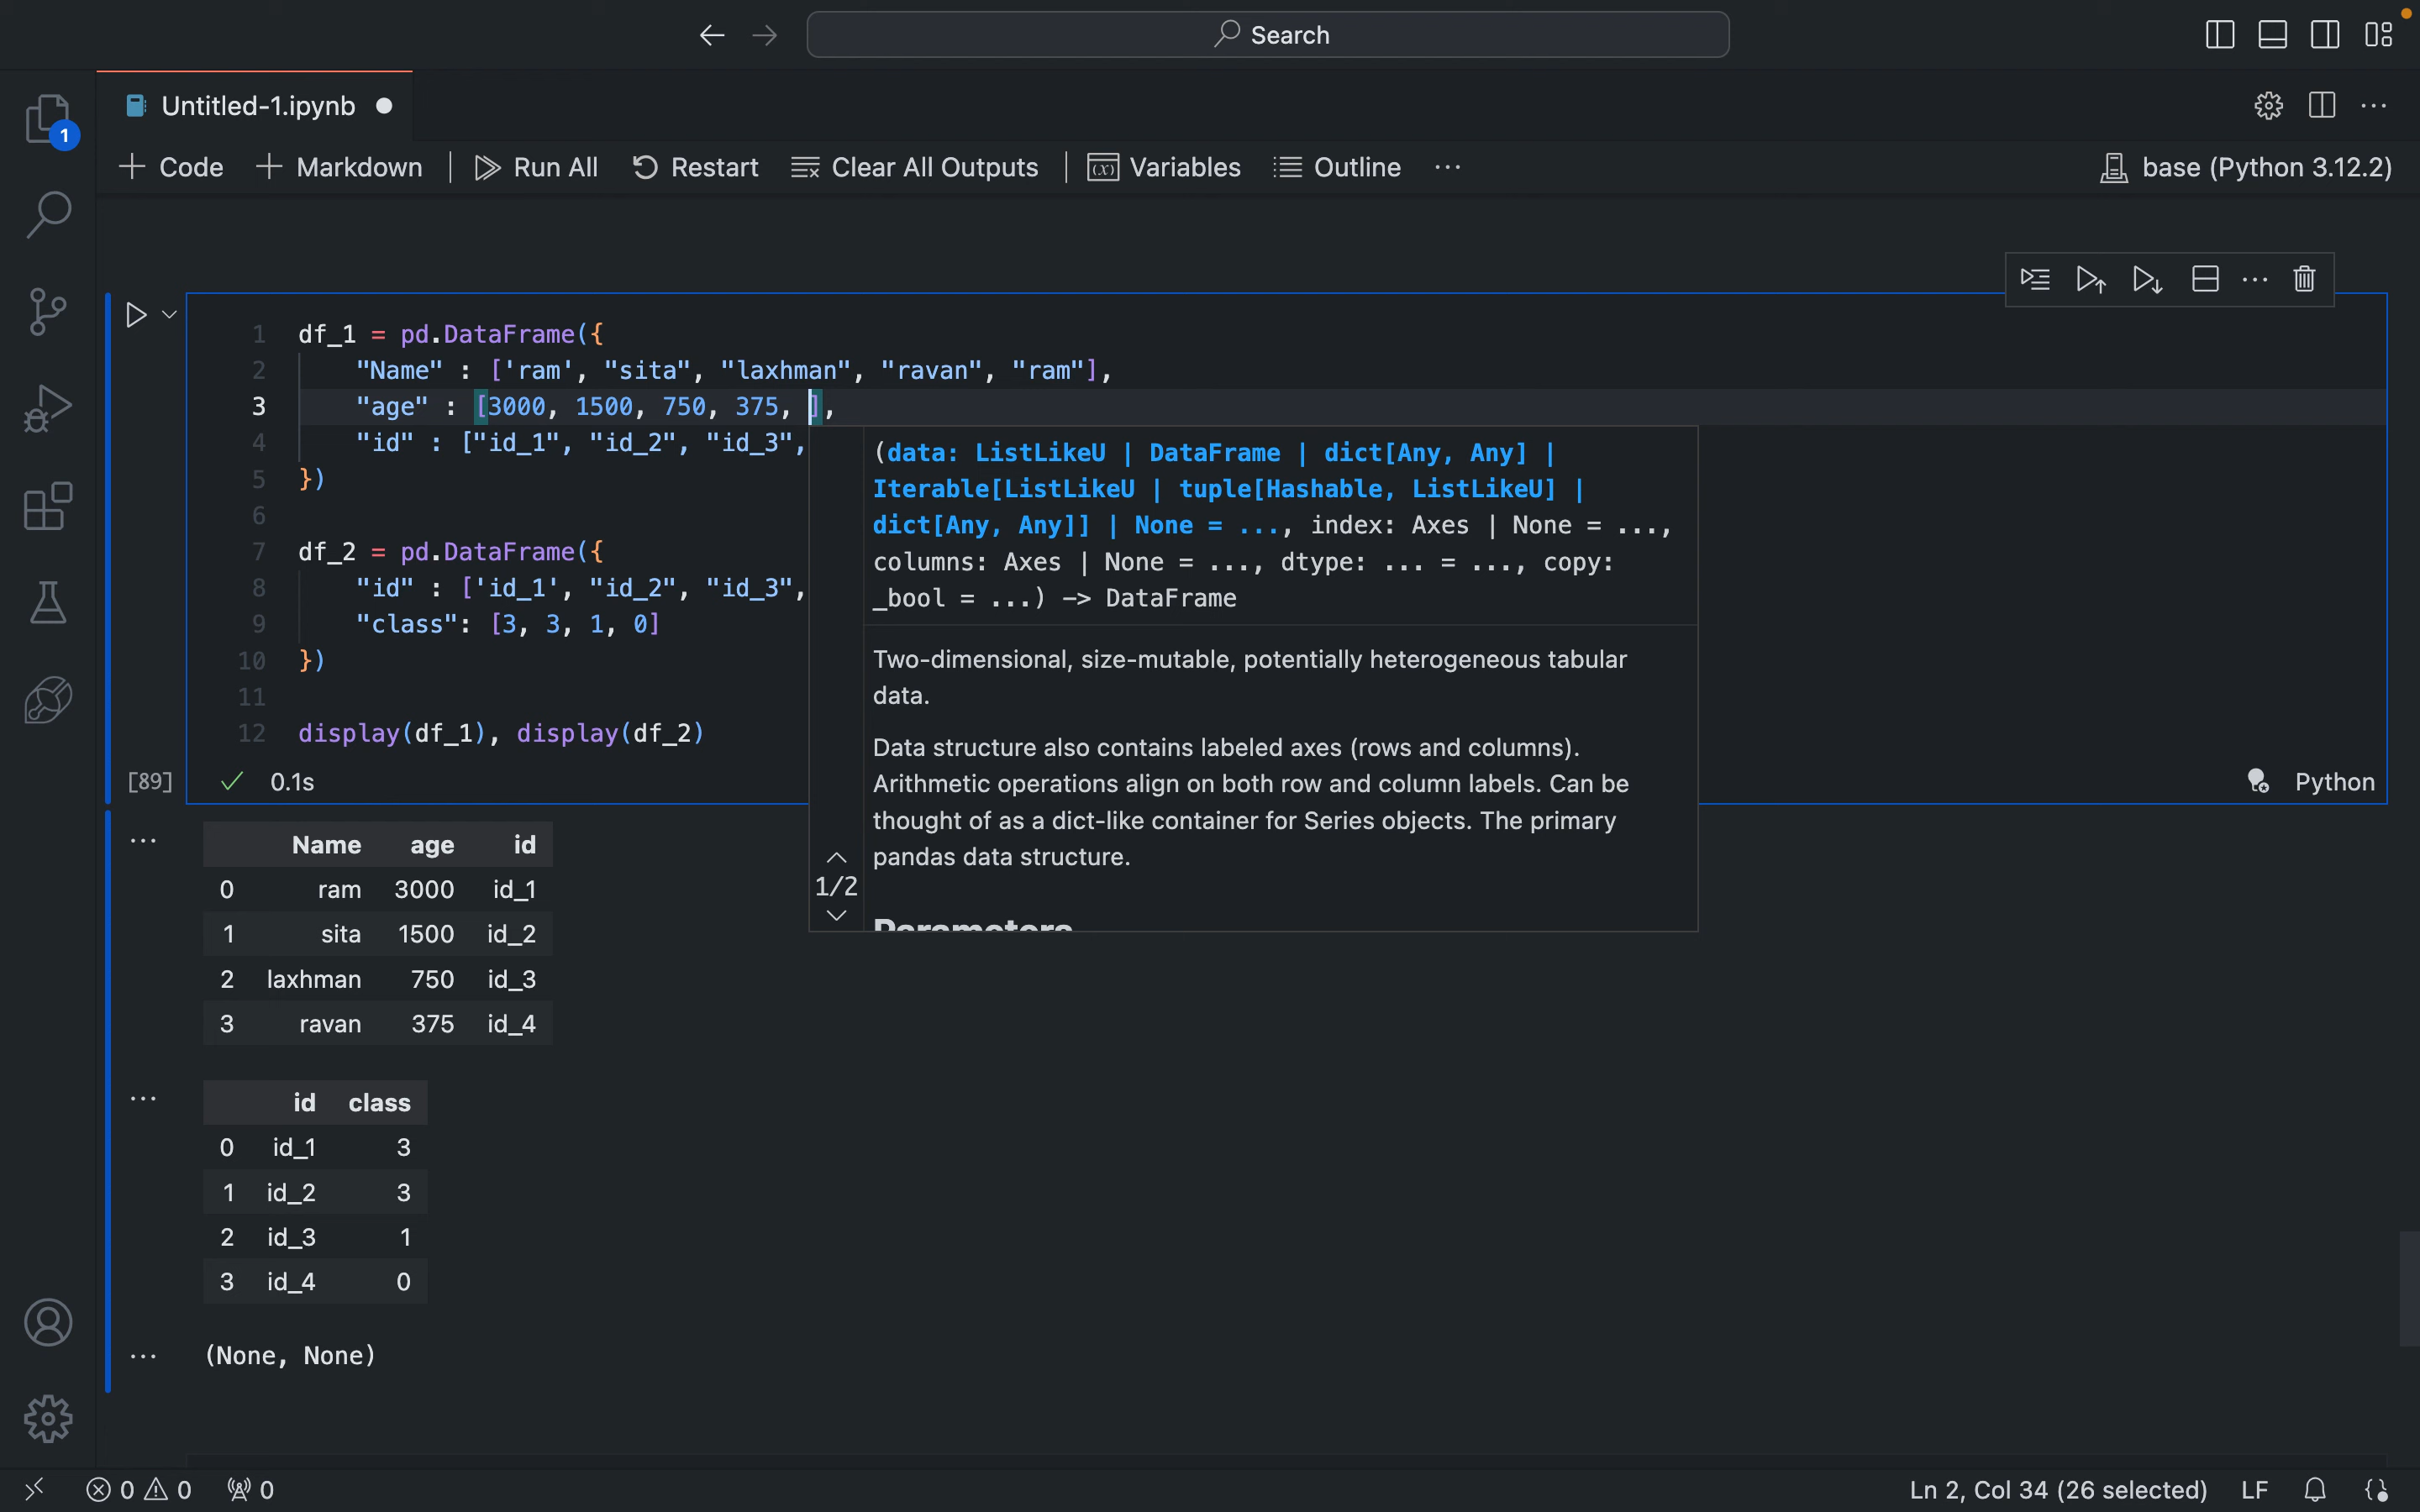 Search
Untitled-1.ipynb
1
Code Markdown Run All Restart Clear All Outputs Variables Outline ... base (Python 3.12.2)
1 df_1 = pd.DataFrame({
2 "Name" : ['ram', "sita", "laxhman", "ravan", "ram"],
3 "age" : [3000, 1500, 750, 375, ],
4 "id" : ["id_1", "id_2", "id_3",
5 })
6
7 df_2 = pd.DataFrame({
8 "id" : ['id_1', "id_2", "id_3",
9 "class": [3, 3, 1, 0]
10 })
11
12 display(df_1), display(df_2)
[89] 0.1s
Python
(data: ListLikeU | DataFrame | dict[Any, Any] |
Iterable[ListLikeU | tuple[Hashable, ListLikeU] |
dict[Any, Any]] | None = ..., index: Axes | None = ...,
columns: Axes | None = ..., dtype: ... = ..., copy:
_bool = ...) -> DataFrame
Two-dimensional, size-mutable, potentially heterogeneous tabular
data.
Data structure also contains labeled axes (rows and columns).
Arithmetic operations align on both row and column labels. Can be
thought of as a dict-like container for Series objects. The primary
pandas data structure.
1/2
Parameters
Name age id
0 ram 3000 id_1
1 sita 1500 id_2
2 laxhman 750 id_3
3 ravan 375 id_4
id class
0 id_1 3
1 id_2 3
2 id_3 1
3 id_4 0
(None, None)
0 0 0 Ln 2, Col 34 (26 selected) LF